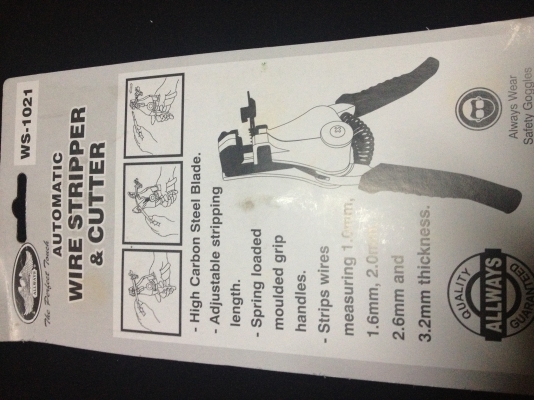 WS-1021
ALLWAYS
The Perfect Touch
AUTOMATIC
WIRE STRIPPER
& CUTTER
- High Carbon Steel Blade.
- Adjustable stripping
length.
- Spring loaded
moulded grip
handles.
- Strips wires
measuring
1.6mm,
2.6mm and
3.2mm thickness.
Always Wear
Safety Goggles
QUALITY
ALLWAYS
GUARANTEED